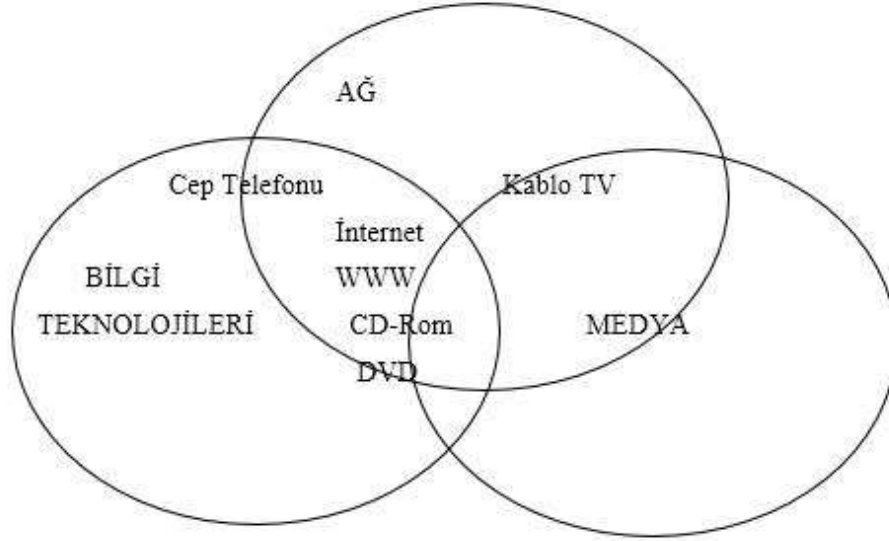 AĞ
Cep Telefonu
Kablo TV
İnternet
BİLGİ
WWW
TEKNOLOJİLERİ
CD-Rom
MEDYA
DVD